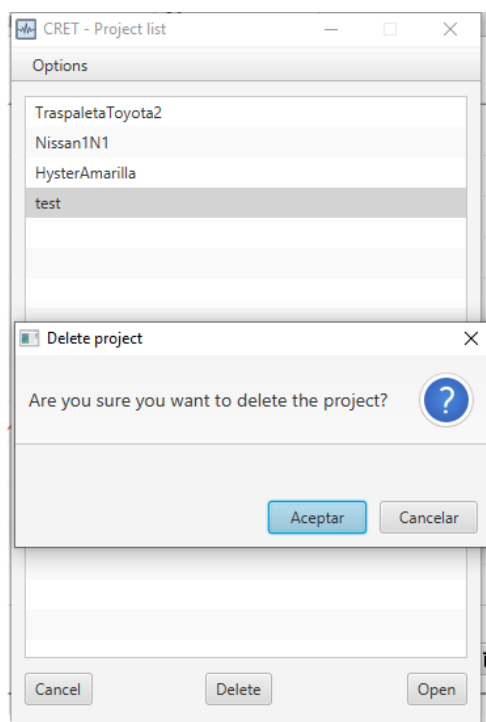 CRET - Project list
Options
TraspaletaToyota2
Nissan1N1
HysterAmarilla
test
Delete project
Are you sure you want to delete the project?
?
Aceptar Cancelar
Cancel Delete Open